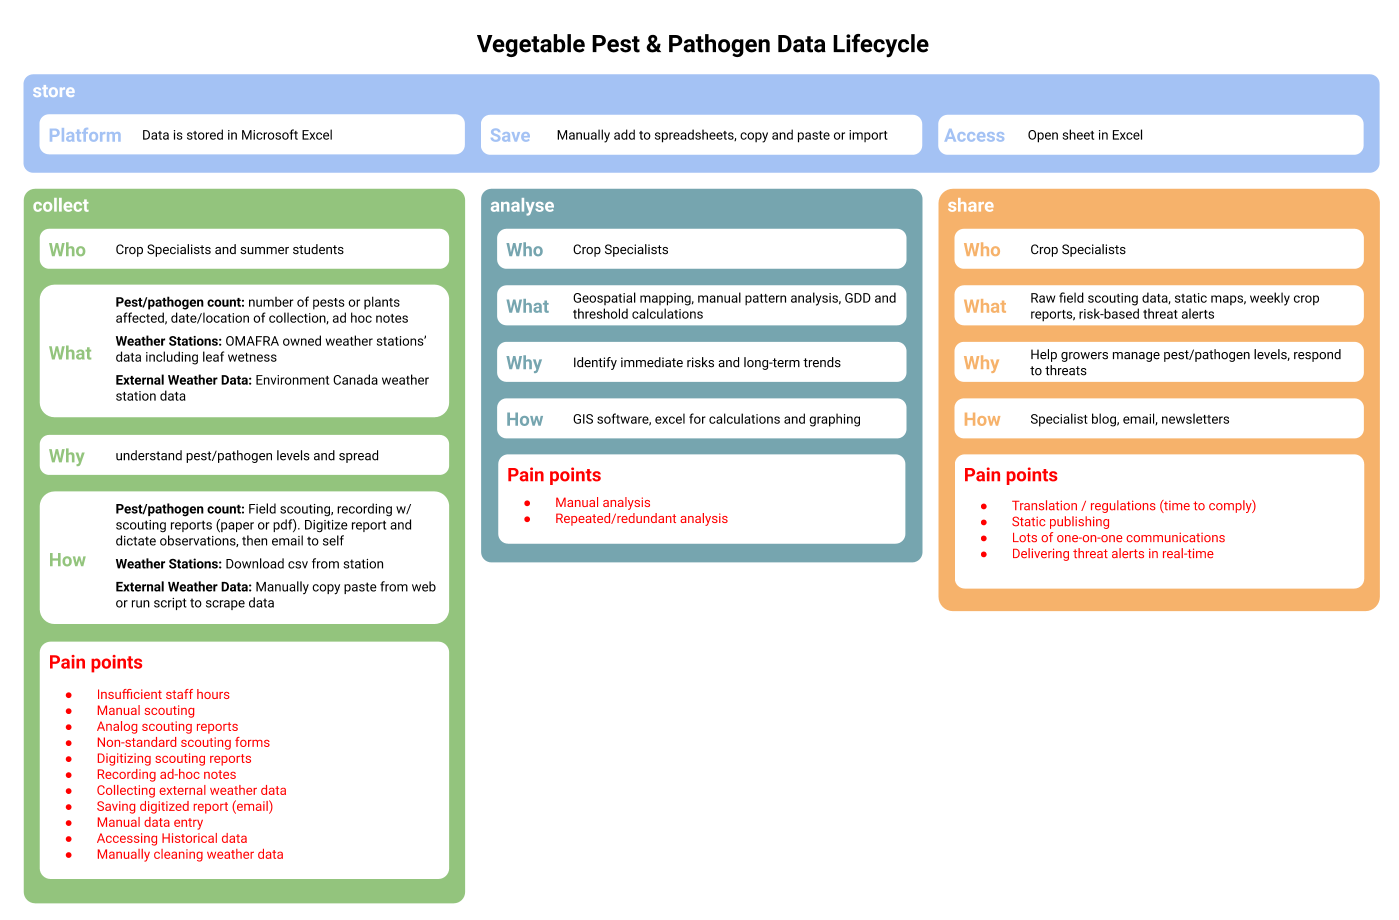 Vegetable Pest & Pathogen Data Lifecycle
store
Platform Data is stored in Microsoft Excel
Save Manually add to spreadsheets, copy and paste or import
Access Open sheet in Excel
collect
Who Crop Specialists and summer students
What
Pest/pathogen count: number of pests or plants
affected, date/location of collection, ad hoc notes
Weather Stations: OMAFRA owned weather stations’
data including leaf wetness
External Weather Data: Environment Canada weather
station data
Why understand pest/pathogen levels and spread
How
Pest/pathogen count: Field scouting, recording w/
scouting reports (paper or pdf). Digitize report and
dictate observations, then email to self
Weather Stations: Download csv from station
External Weather Data: Manually copy paste from web
or run script to scrape data
Pain points
● Insufficient staff hours
● Manual scouting
● Analog scouting reports
● Non-standard scouting forms
● Digitizing scouting reports
● Recording ad-hoc notes
● Collecting external weather data
● Saving digitized report (email)
● Manual data entry
● Accessing Historical data
● Manually cleaning weather data
analyse
Who Crop Specialists
What
Geospatial mapping, manual pattern analysis, GDD and
threshold calculations
Why Identify immediate risks and long-term trends
How GIS software, excel for calculations and graphing
Pain points
● Manual analysis
● Repeated/redundant analysis
share
Who Crop Specialists
What
Raw field scouting data, static maps, weekly crop
reports, risk-based threat alerts
Why
Help growers manage pest/pathogen levels, respond
to threats
How Specialist blog, email, newsletters
Pain points
● Translation / regulations (time to comply)
● Static publishing
● Lots of one-on-one communications
● Delivering threat alerts in real-time